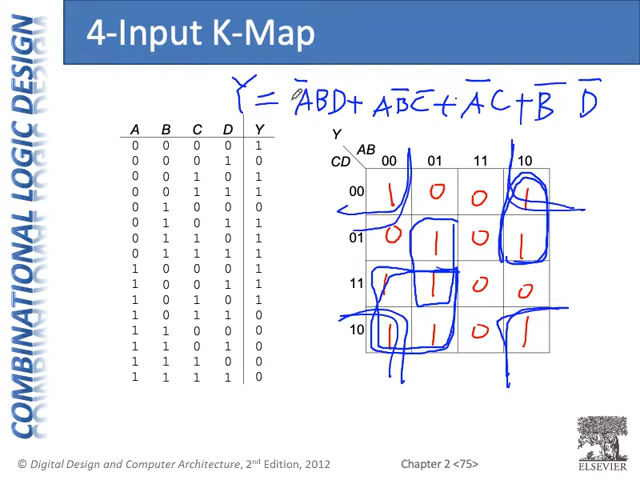 4-Input K-Map
COMBINATIONAL LOGIC DESIGN
Y = A̅BD + AB̅C̅ + A̅C + B̅ D̅
A B C D Y
0 0 0 0 1
0 0 0 1 0
0 0 1 0 1
0 0 1 1 1
0 1 0 0 0
0 1 0 1 1
0 1 1 0 1
0 1 1 1 1
1 0 0 0 1
1 0 0 1 1
1 0 1 0 1
1 0 1 1 0
1 1 0 0 0
1 1 0 1 0
1 1 1 0 0
1 1 1 1 0
Y
AB
CD 00 01 11 10
00 1 0 0 1
01 0 1 0 1
11 1 1 0 0
10 1 1 0 1
© Digital Design and Computer Architecture, 2nd Edition, 2012
Chapter 2 <75>
ELSEVIER